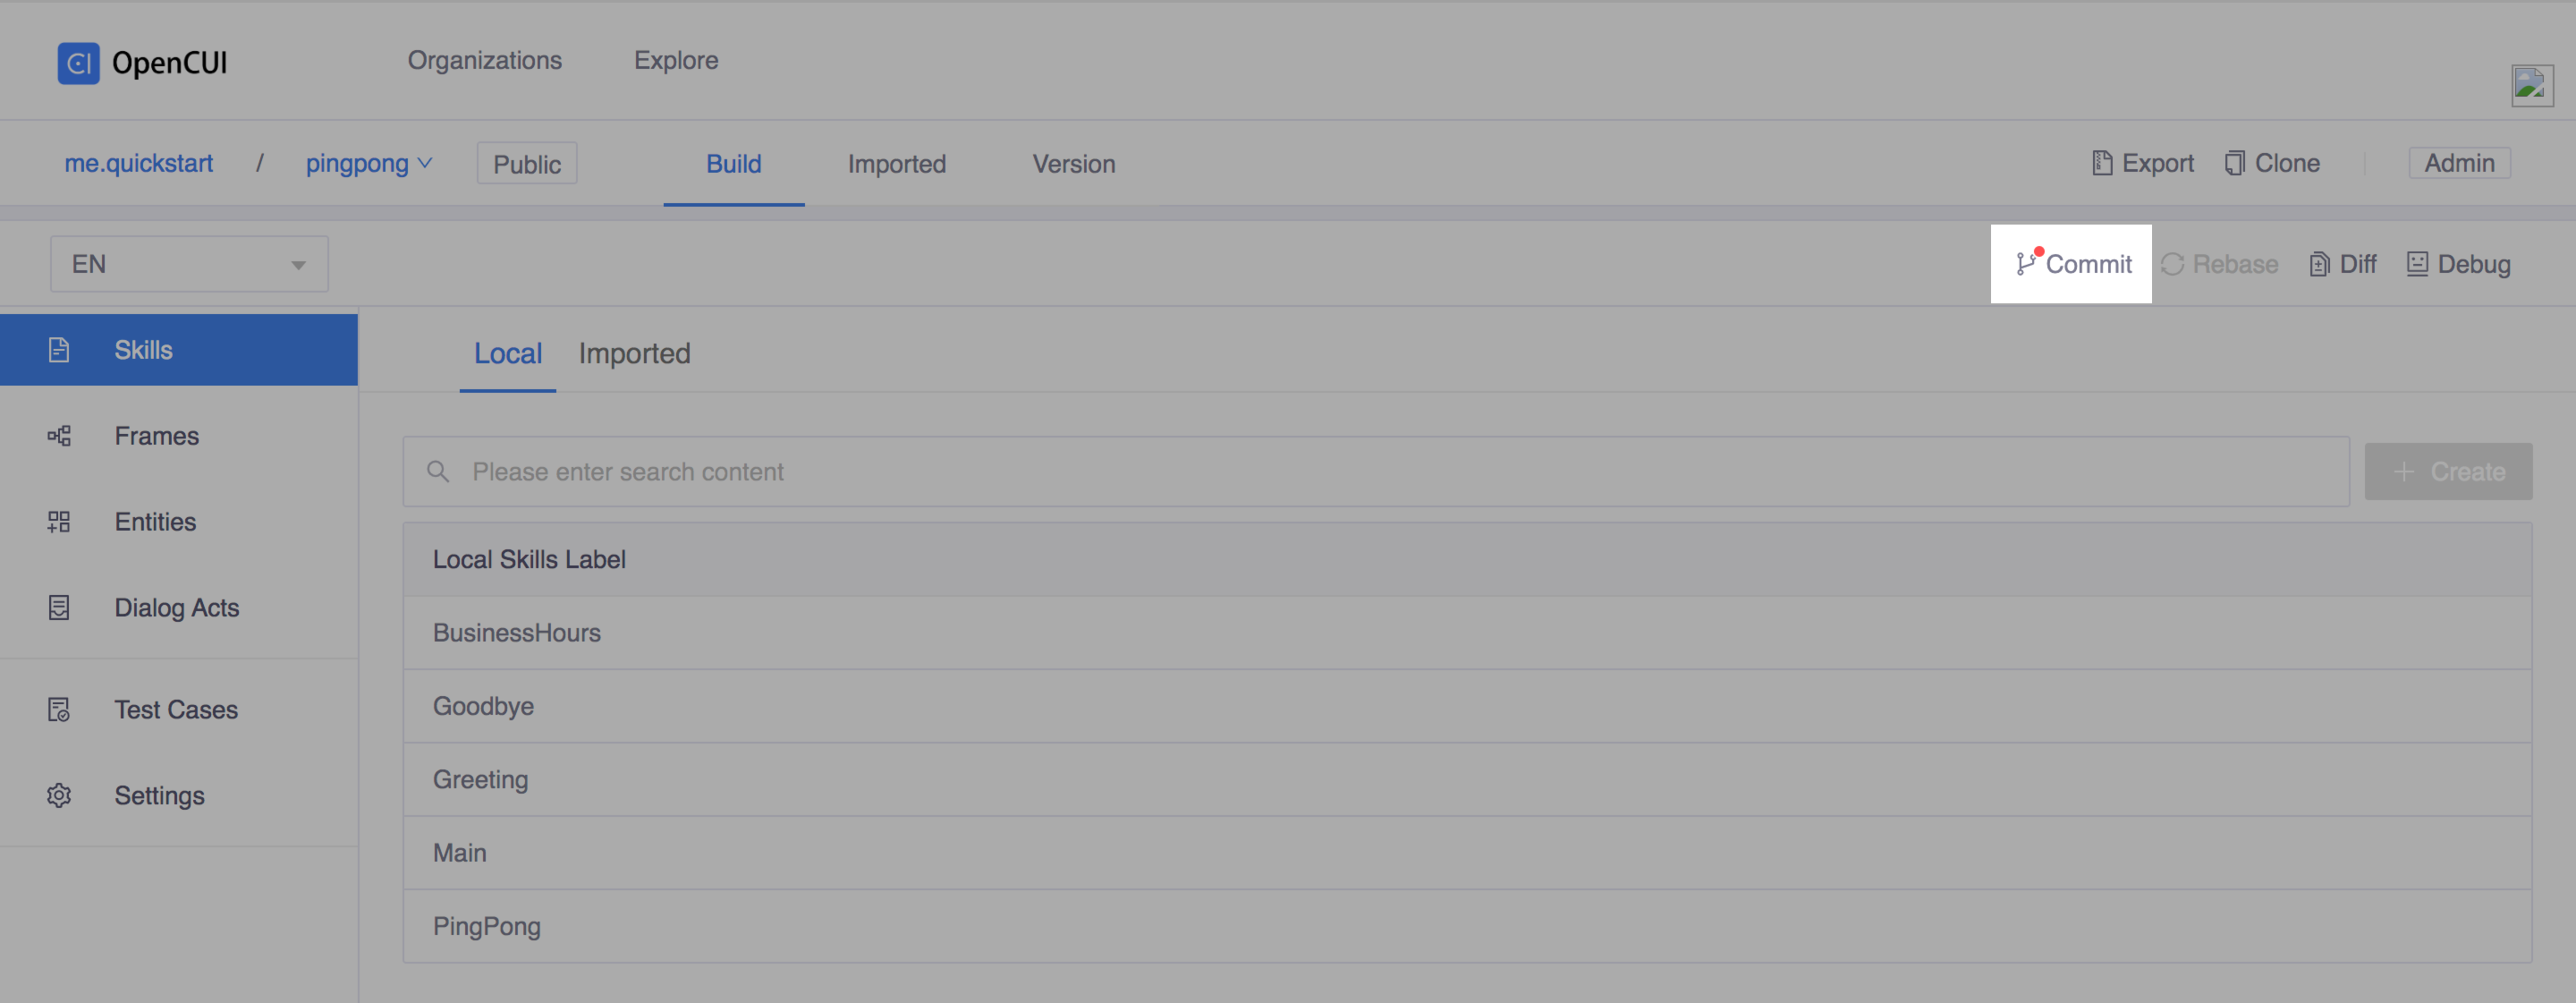 OpenCUI Organizations Explore
me.quickstart / pingpong Public Build Imported Version Export Clone Admin
EN Commit Rebase Diff Debug
Skills
Frames
Entities
Dialog Acts
Test Cases
Settings
Local Imported
Please enter search content + Create
Local Skills Label
BusinessHours
Goodbye
Greeting
Main
PingPong